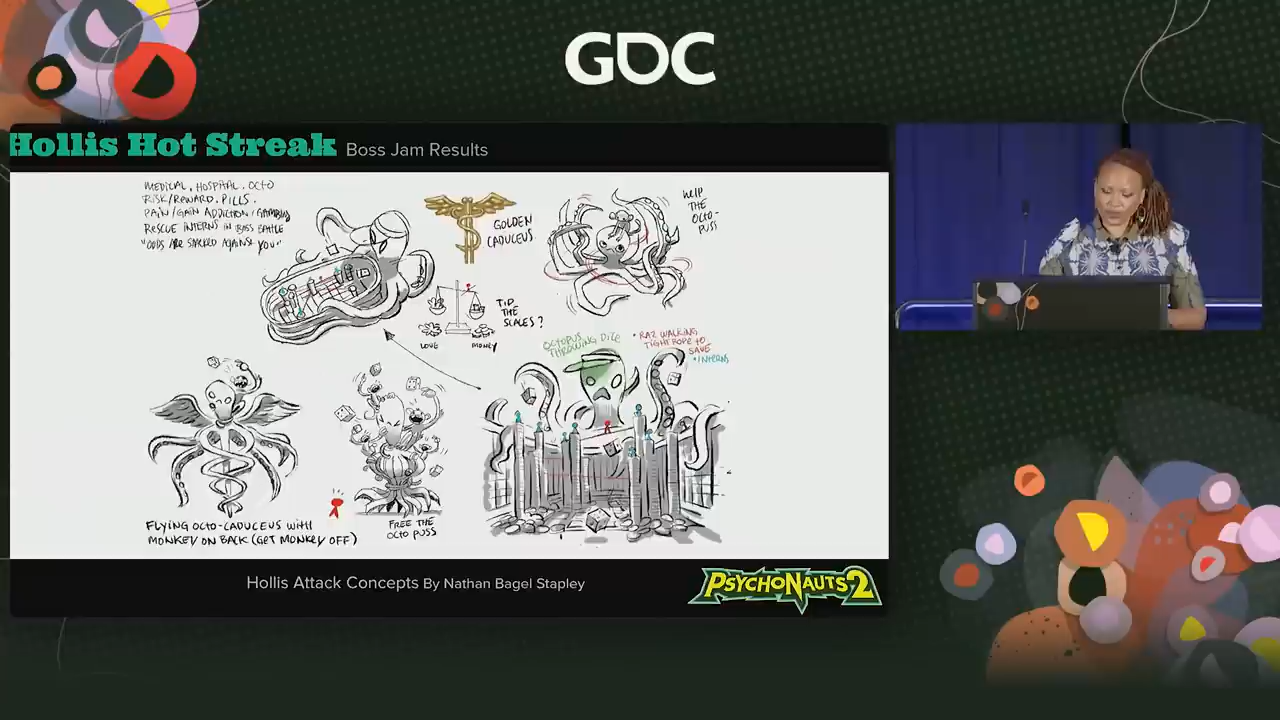 GDC
Hollis Hot Streak Boss Jam Results
MEDICAL, HOSPITAL, OCTO
RISK/REWARD, PILLS,
PAIN/GAIN ADDICTION/GAMBLING
RESCUE INTERNS IN BOSS BATTLE
"ODDS ARE STACKED AGAINST YOU"
GOLDEN
CADUCEUS
HELP
THE
OCTO-
PUSS
TIP
THE
SCALES?
LOVE
MONEY
OCTOPUS
THROWING DICE
• RAZ WALKING
TIGHTROPE TO
SAVE
• INTERNS
FLYING OCTO-CADUCEUS WITH
MONKEY ON BACK (GET MONKEY OFF)
FREE THE
OCTO PUSS
Hollis Attack Concepts By Nathan Bagel Stapley
PSYCHONAUTS 2